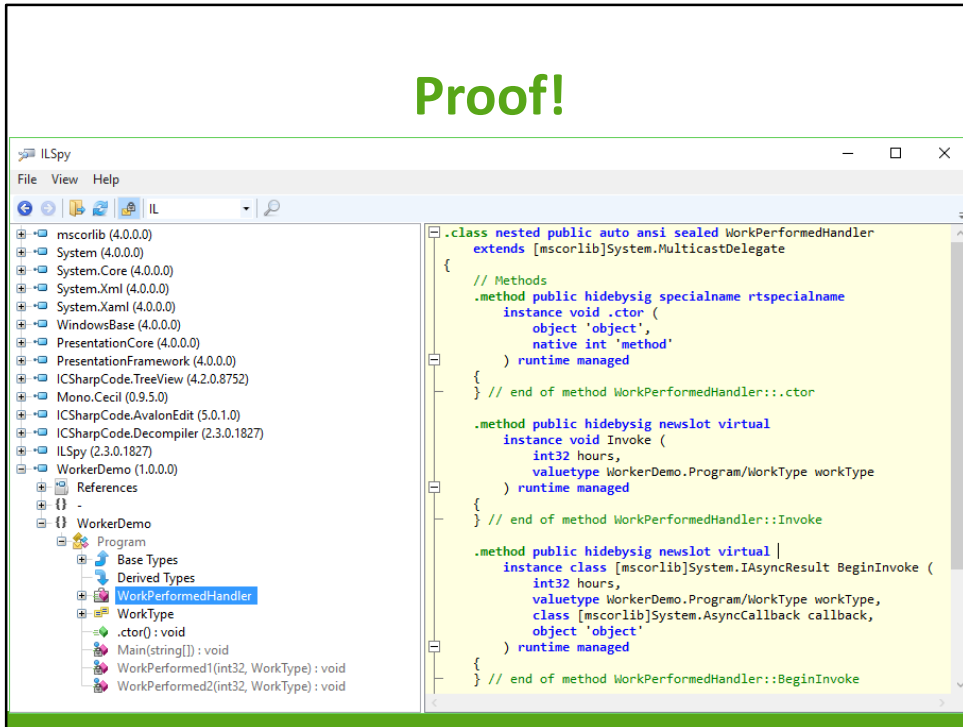 Proof!
ILSpy
File View Help
IL
mscorlib (4.0.0.0)
System (4.0.0.0)
System.Core (4.0.0.0)
System.Xml (4.0.0.0)
System.Xaml (4.0.0.0)
WindowsBase (4.0.0.0)
PresentationCore (4.0.0.0)
PresentationFramework (4.0.0.0)
ICSharpCode.TreeView (4.2.0.8752)
Mono.Cecil (0.9.5.0)
ICSharpCode.AvalonEdit (5.0.1.0)
ICSharpCode.Decompiler (2.3.0.1827)
ILSpy (2.3.0.1827)
WorkerDemo (1.0.0.0)
References
{} -
{} WorkerDemo
Program
Base Types
Derived Types
WorkPerformedHandler
WorkType
.ctor() : void
Main(string[]) : void
WorkPerformed1(int32, WorkType) : void
WorkPerformed2(int32, WorkType) : void
.class nested public auto ansi sealed WorkPerformedHandler
extends [mscorlib]System.MulticastDelegate
{
// Methods
.method public hidebysig specialname rtspecialname
instance void .ctor (
object 'object',
native int 'method'
) runtime managed
{
} // end of method WorkPerformedHandler::.ctor
.method public hidebysig newslot virtual
instance void Invoke (
int32 hours,
valuetype WorkerDemo.Program/WorkType workType
) runtime managed
{
} // end of method WorkPerformedHandler::Invoke
.method public hidebysig newslot virtual
instance class [mscorlib]System.IAsyncResult BeginInvoke (
int32 hours,
valuetype WorkerDemo.Program/WorkType workType,
class [mscorlib]System.AsyncCallback callback,
object 'object'
) runtime managed
{
} // end of method WorkPerformedHandler::BeginInvoke